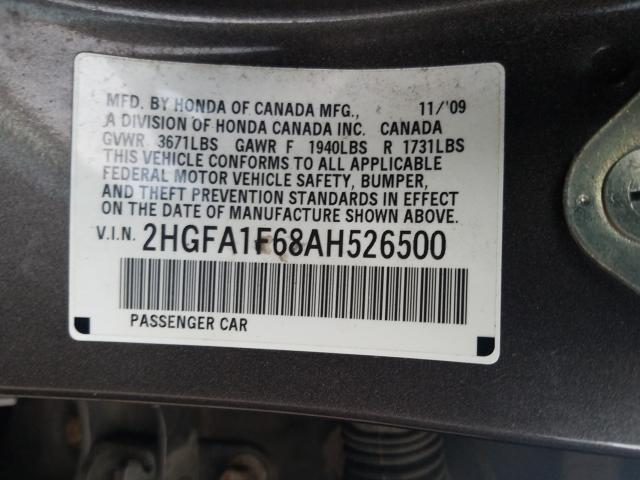 MFD. BY HONDA OF CANADA MFG., 11/'09
A DIVISION OF HONDA CANADA INC. CANADA
GVWR 3671LBS GAWR F 1940LBS R 1731LBS
THIS VEHICLE CONFORMS TO ALL APPLICABLE
FEDERAL MOTOR VEHICLE SAFETY, BUMPER,
AND THEFT PREVENTION STANDARDS IN EFFECT
ON THE DATE OF MANUFACTURE SHOWN ABOVE.
V.I.N. 2HGFA1F68AH526500
PASSENGER CAR